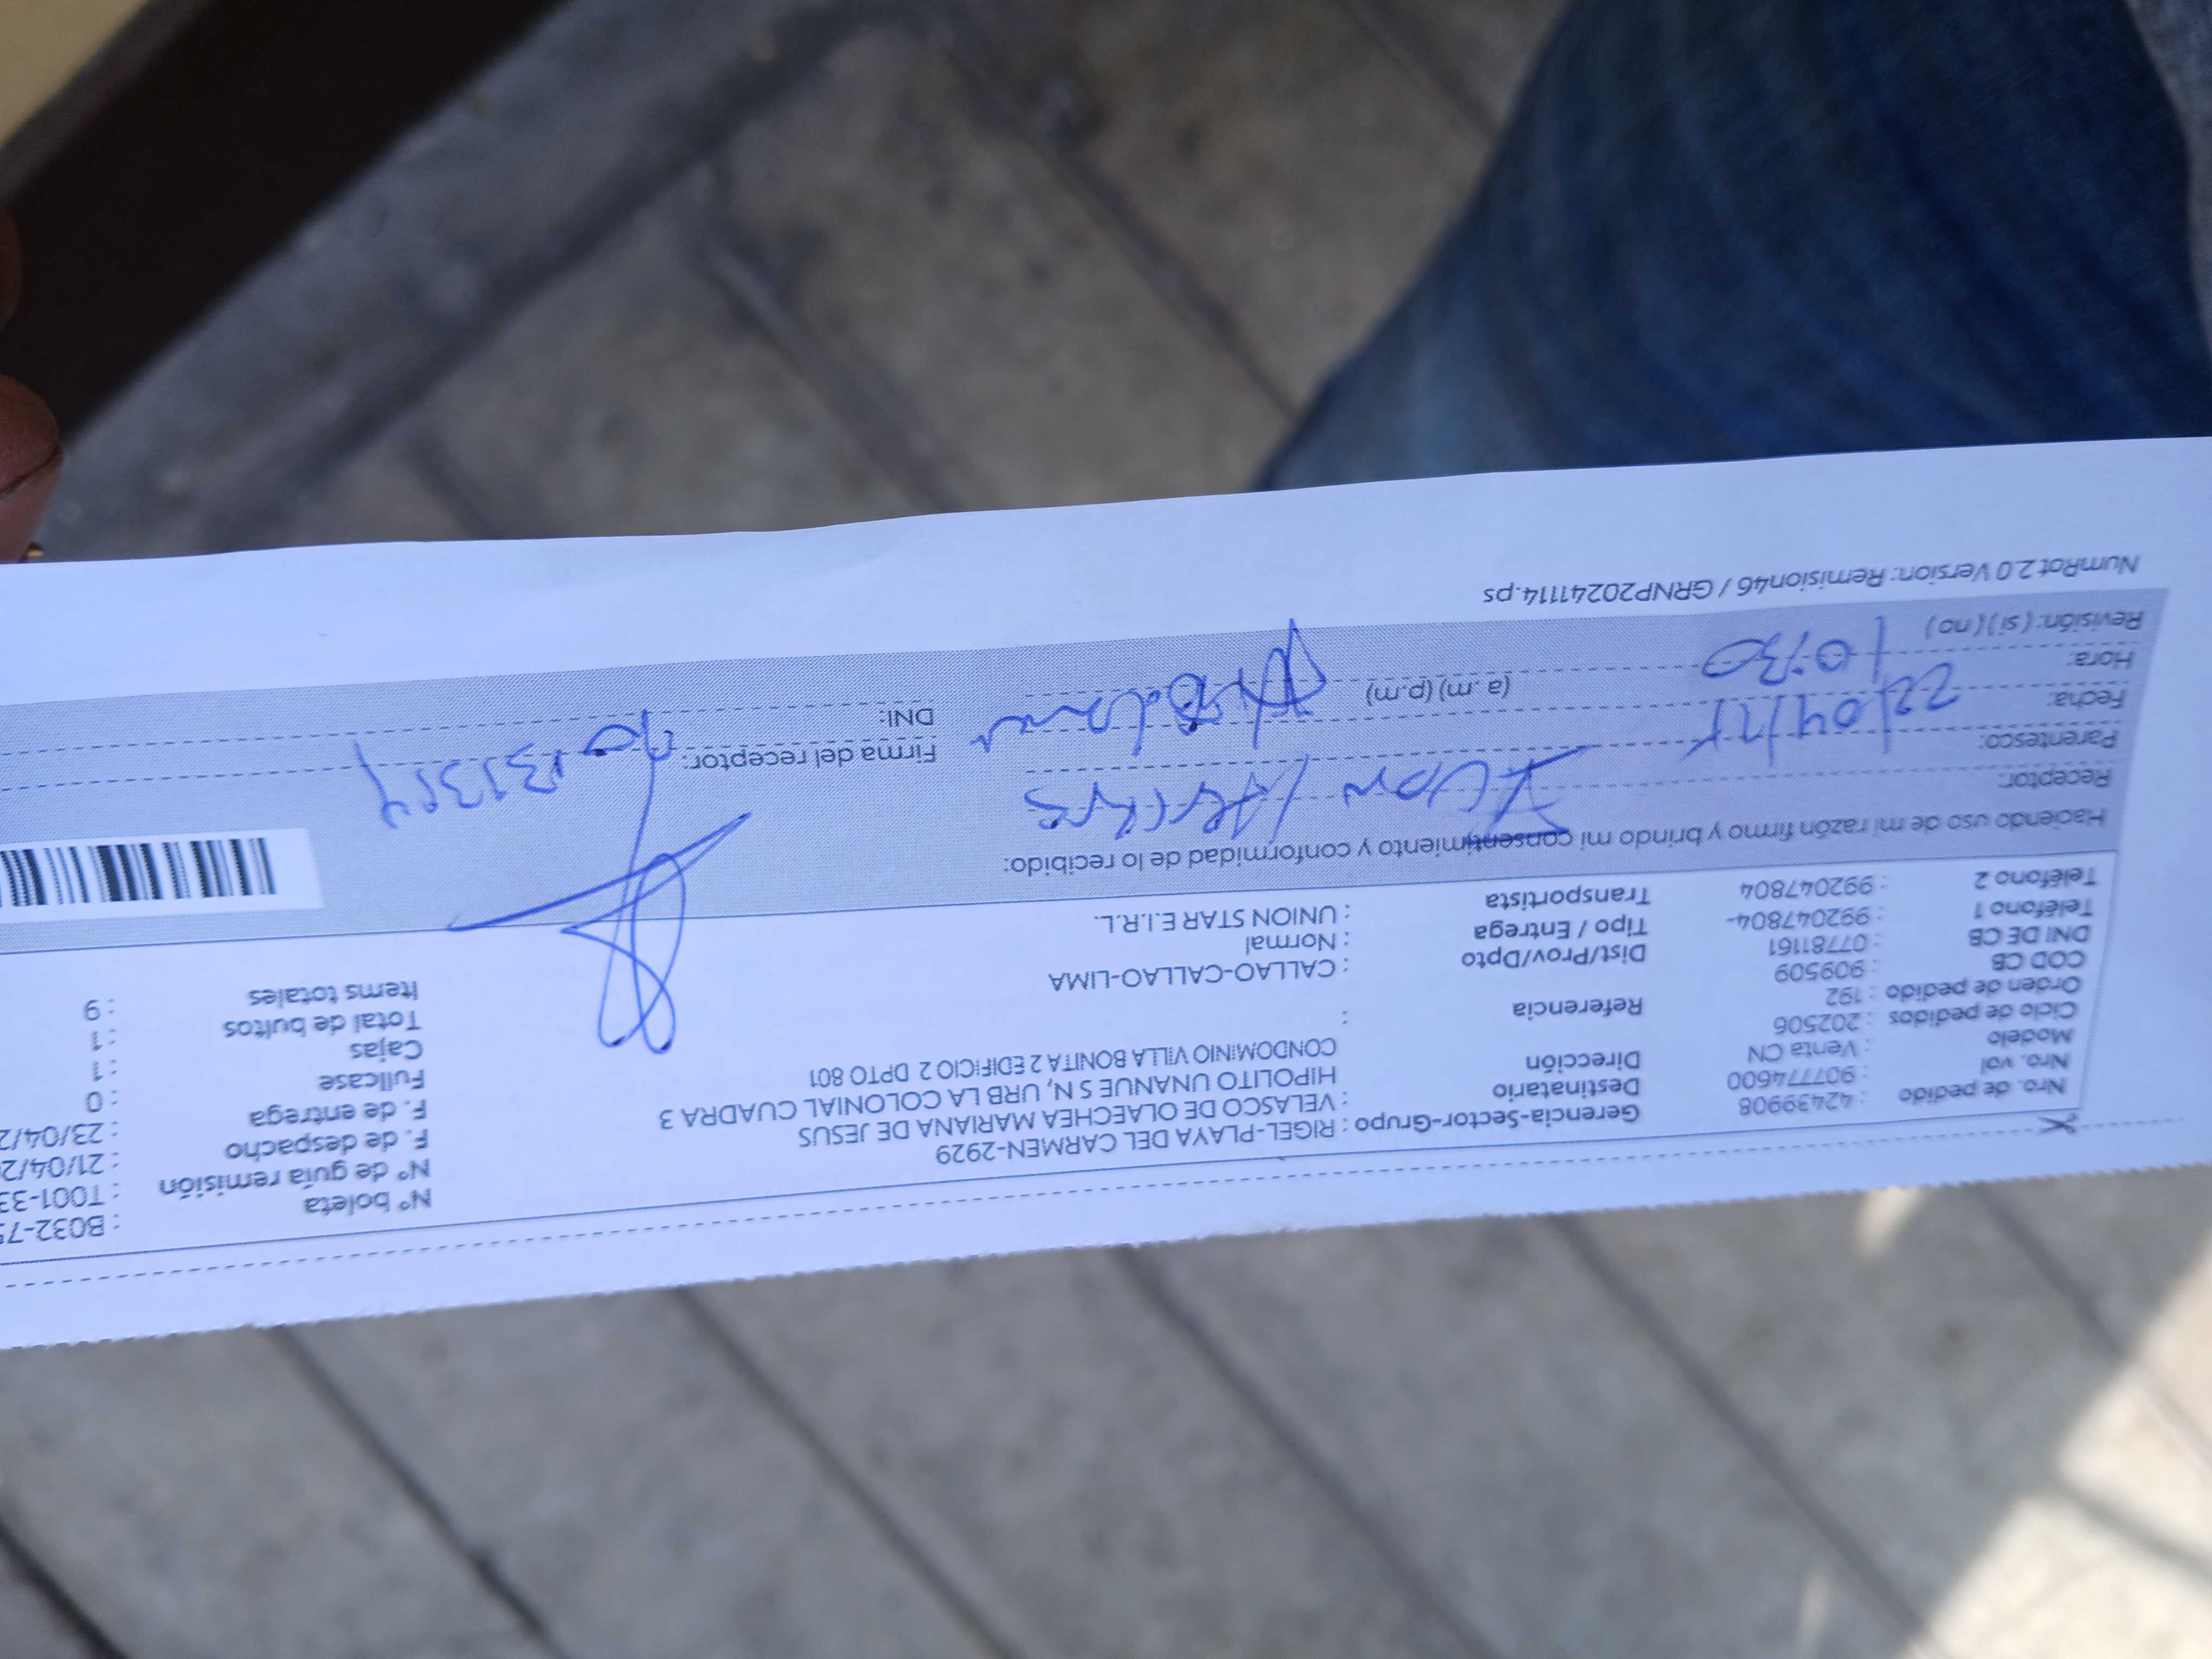 Nro. de pedido : 42439908 Gerencia-Sector-Grupo : RIGEL-PLAYA DEL CARMEN-2929 N° boleta : B032-
Nro. vol : 907774600 Destinatario : VELASCO DE OLAECHEA MARIANA DE JESUS N° de guía remisión : T001-33
Modelo : Venta CN Dirección HIPOLITO UNANUE S N, URB LA COLONIAL CUADRA 3 F. de despacho : 21/04/2
Ciclo de pedidos : 202506 CONDOMINIO VILLA BONITA 2 EDIFICIO 2 DPTO 801 F. de entrega : 23/04/2
Orden de pedido : 192 Referencia : Fullcase : 0
COD CB : 909509 Dist/Prov/Dpto : CALLAO-CALLAO-LIMA Cajas : 1
DNI DE CB : 07781161 Tipo / Entrega : Normal Total de bultos : 1
Teléfono 1 : 992047804- Transportista : UNION STAR E.I.R.L. Items totales : 9
Teléfono 2 : 992047804
Haciendo uso de mi razón firmo y brindo mi consentimiento y conformidad de lo recibido:
Receptor:
Parentesco: Firma del receptor:
Fecha: 22/04/25 DNI:
Hora: 10:30 (a.m) (p.m)
Revisión: (si) (no)
NumRot 2.0 Version: Remision46 / GRNP20241114.ps